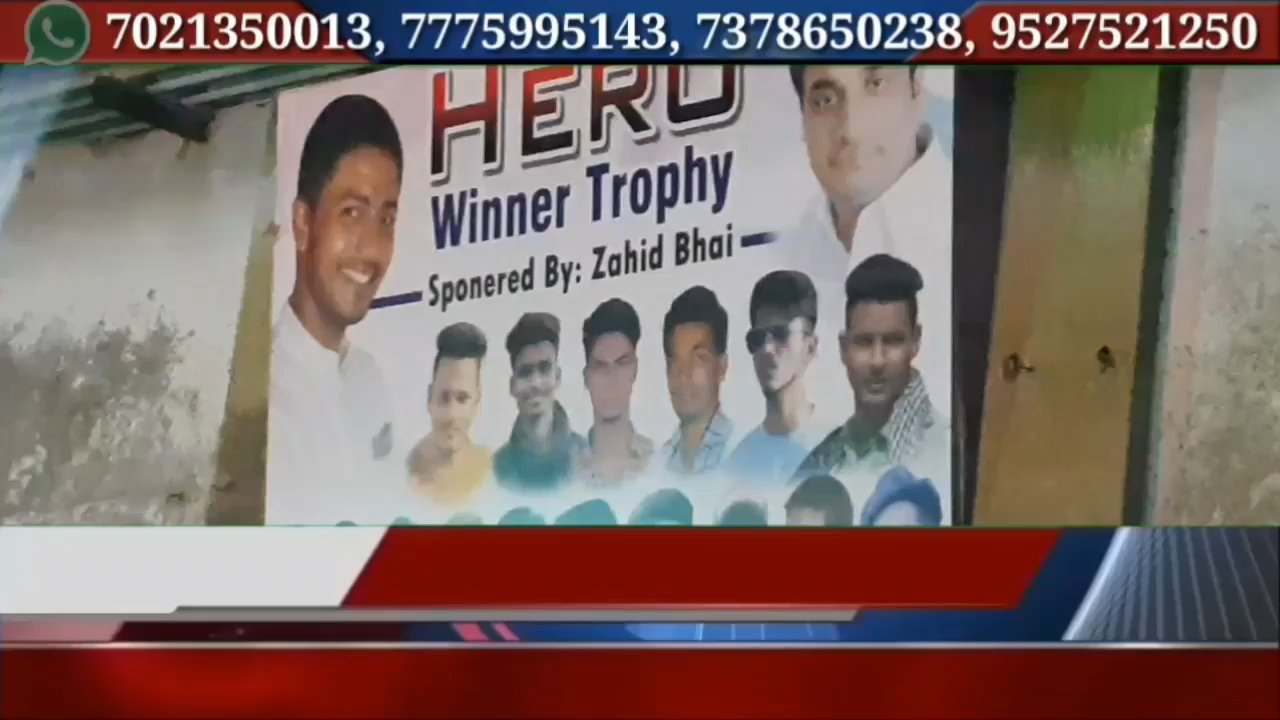 7021350013, 7775995143, 7378650238, 9527521250
HERO
Winner Trophy
Sponered By: Zahid Bhai